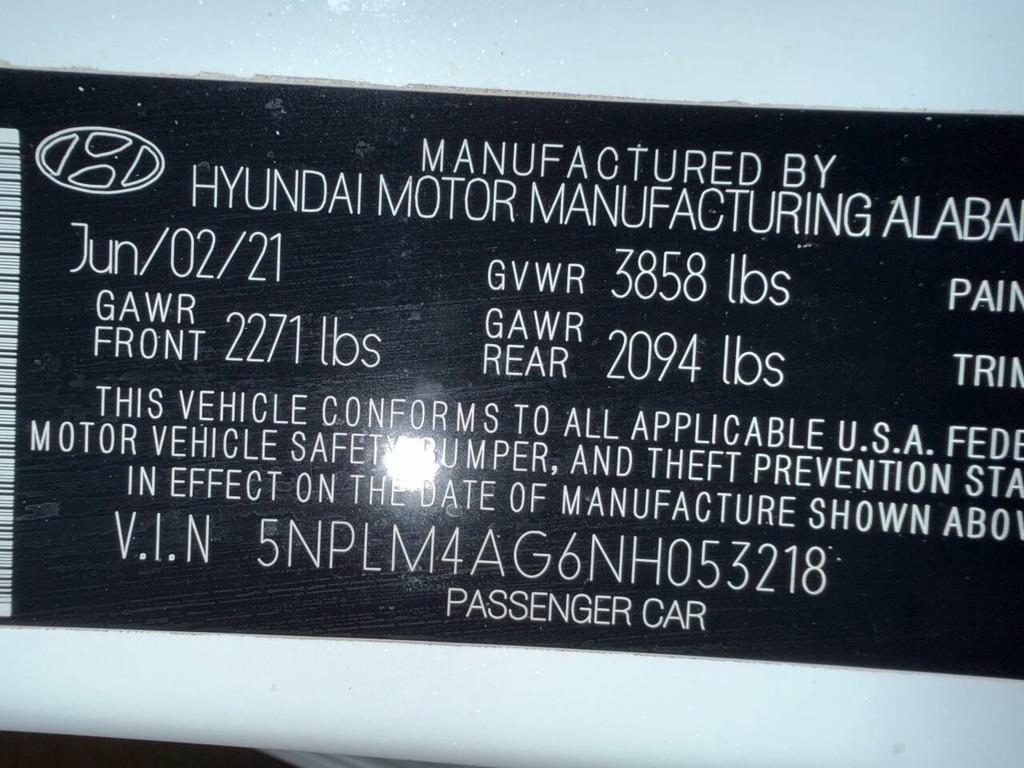 MANUFACTURED BY
HYUNDAI MOTOR MANUFACTURING ALABA
Jun/02/21 GVWR 3858 lbs PAIN
GAWR FRONT 2271 lbs GAWR REAR 2094 lbs TRIM
THIS VEHICLE CONFORMS TO ALL APPLICABLE U.S.A. FEDE
MOTOR VEHICLE SAFETY BUMPER, AND THEFT PREVENTION STA
IN EFFECT ON THE DATE OF MANUFACTURE SHOWN ABOV
V.I.N 5NPLM4AG6NH053218
PASSENGER CAR